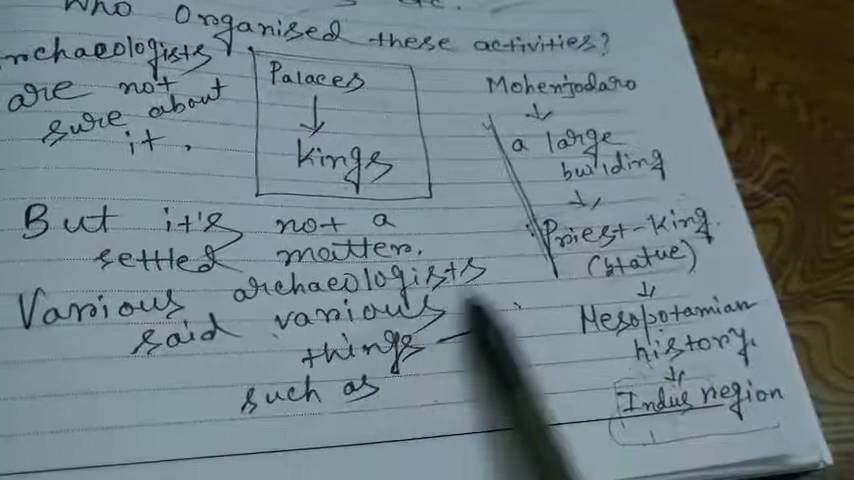 Who Organised these activities?
archaeologists
are not
sure about
it.
Palaces
↓
Kings
Mohenjodaro
↓
a large
building
↓
Priest-King
(statue)
↓
Mesopotamian
history.
↓
Indus region
But it's not a
settled matter.
Various archaeologists
said various
things —
such as